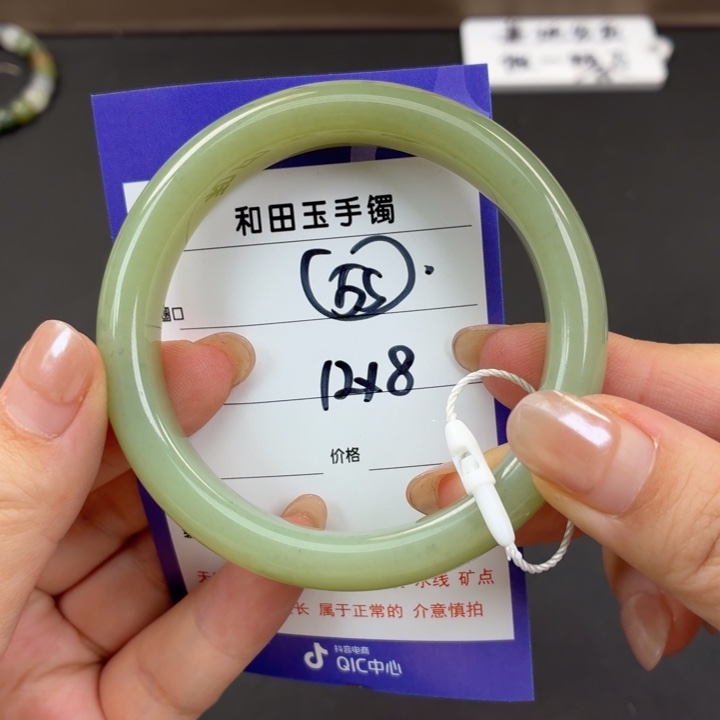 和田玉手镯
55
圈口
12x8
价格
水线 矿点
长 属于正常的 介意慎拍
抖音电商
QIC中心